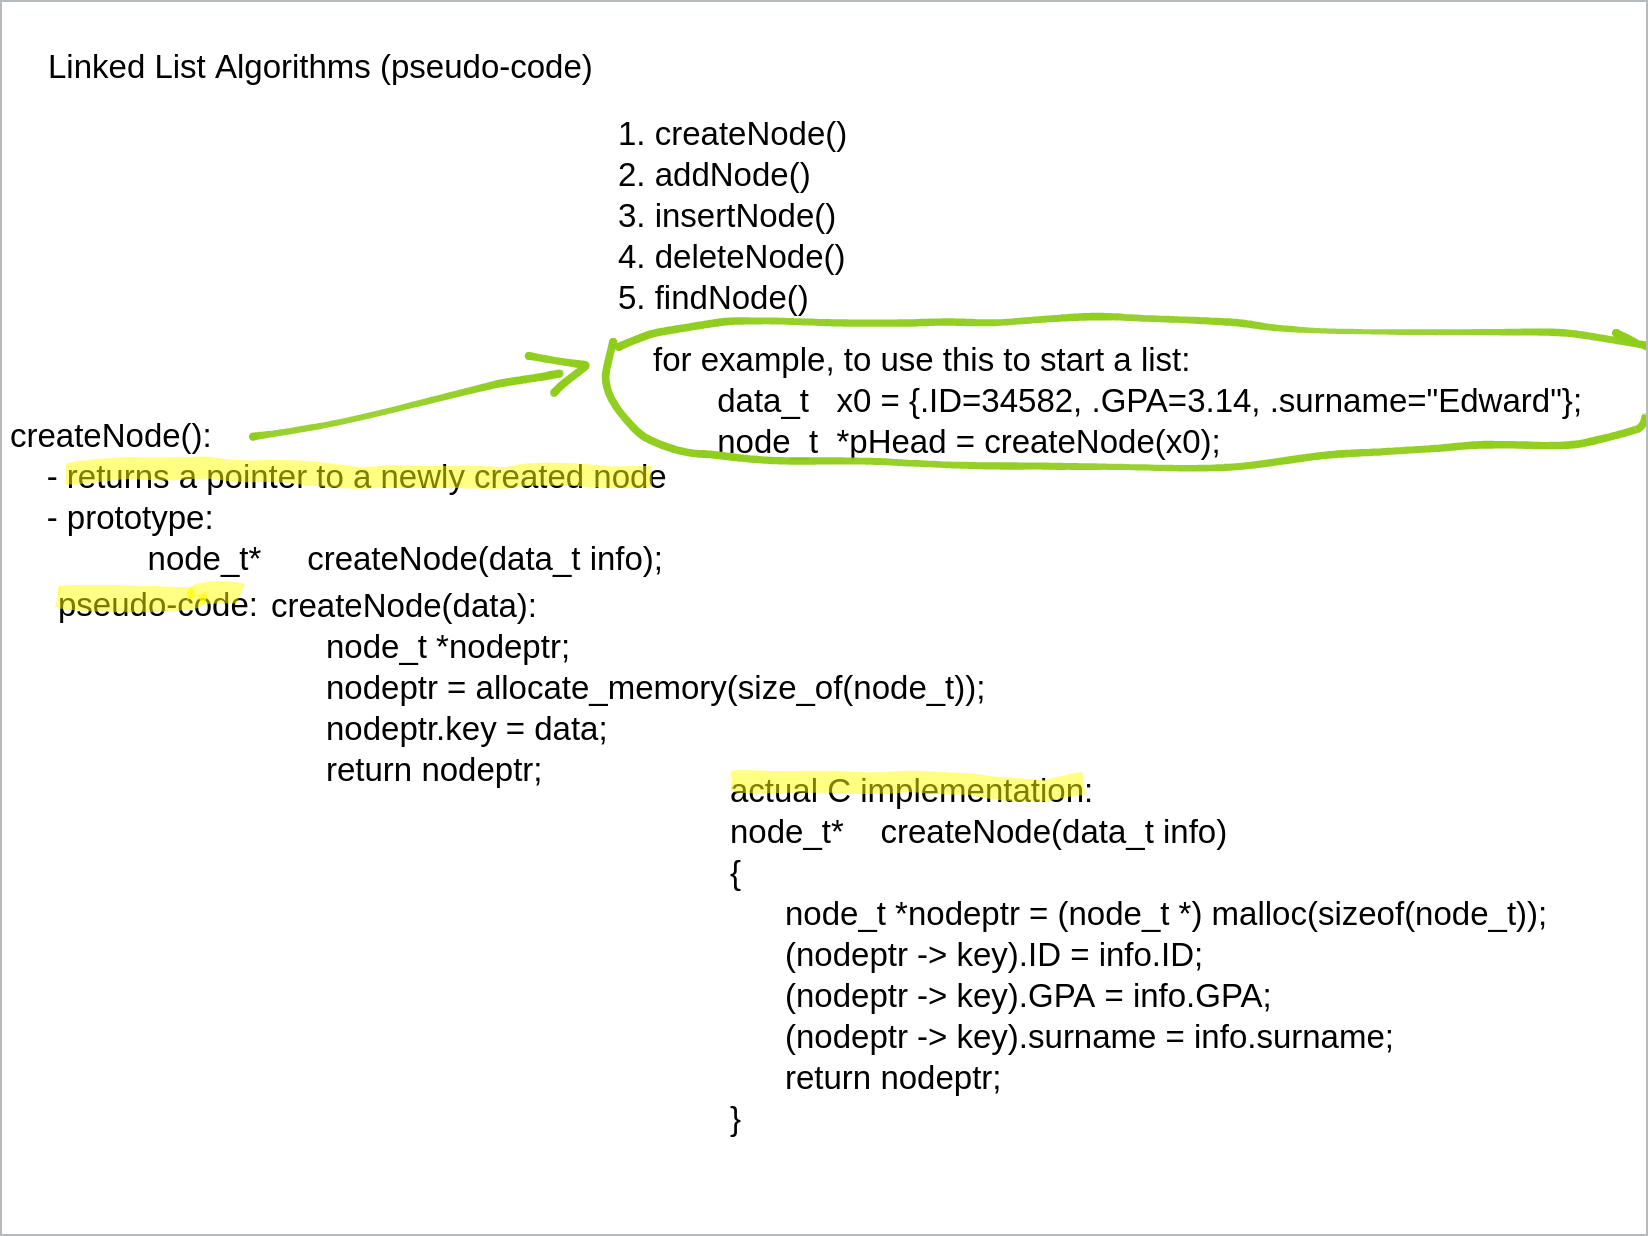 Linked List Algorithms (pseudo-code)
1. createNode()
2. addNode()
3. insertNode()
4. deleteNode()
5. findNode()
for example, to use this to start a list:
data_t x0 = {.ID=34582, .GPA=3.14, .surname="Edward"};
node_t *pHead = createNode(x0);
createNode():
- returns a pointer to a newly created node
- prototype:
node_t* createNode(data_t info);
pseudo-code: createNode(data):
node_t *nodeptr;
nodeptr = allocate_memory(size_of(node_t));
nodeptr.key = data;
return nodeptr;
actual C implementation:
node_t* createNode(data_t info)
{
node_t *nodeptr = (node_t *) malloc(sizeof(node_t));
(nodeptr -> key).ID = info.ID;
(nodeptr -> key).GPA = info.GPA;
(nodeptr -> key).surname = info.surname;
return nodeptr;
}